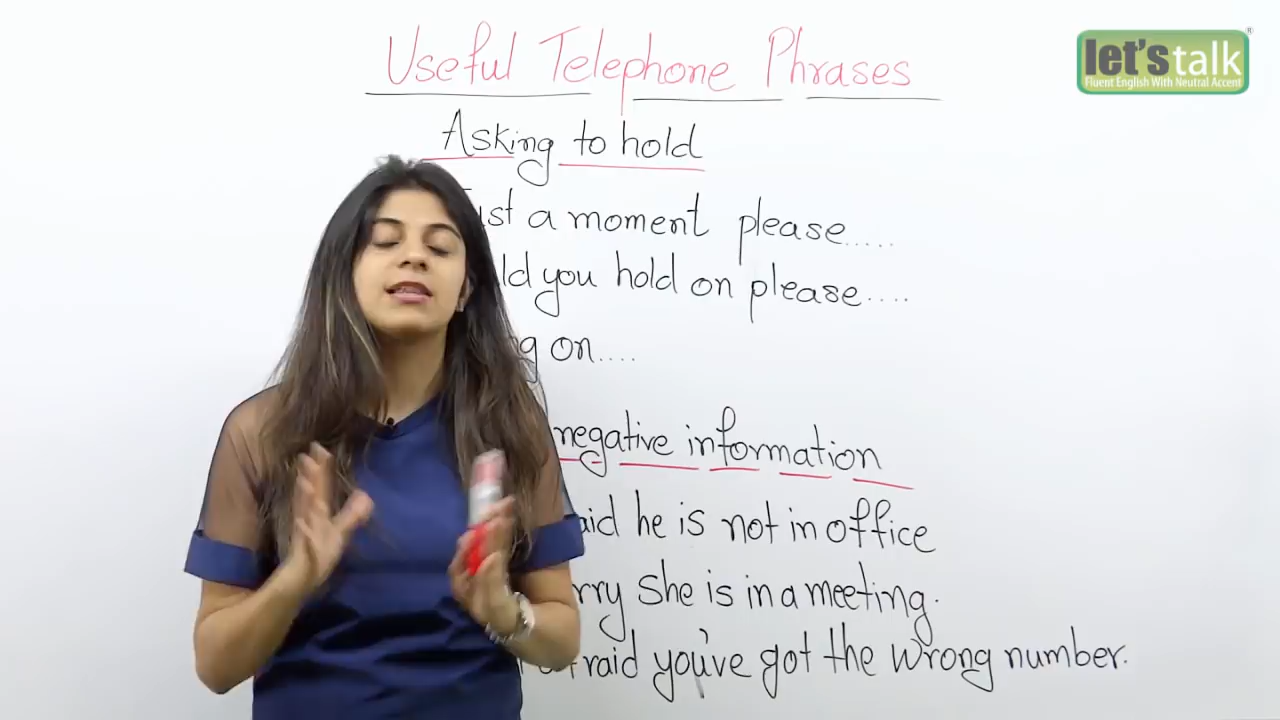 Useful Telephone Phrases
let's talk®
Fluent English With Neutral Accent
Asking to hold
a moment please.....
you hold on please....
on....
negative information
he is not in office
She is in a meeting.
you've got the wrong number.